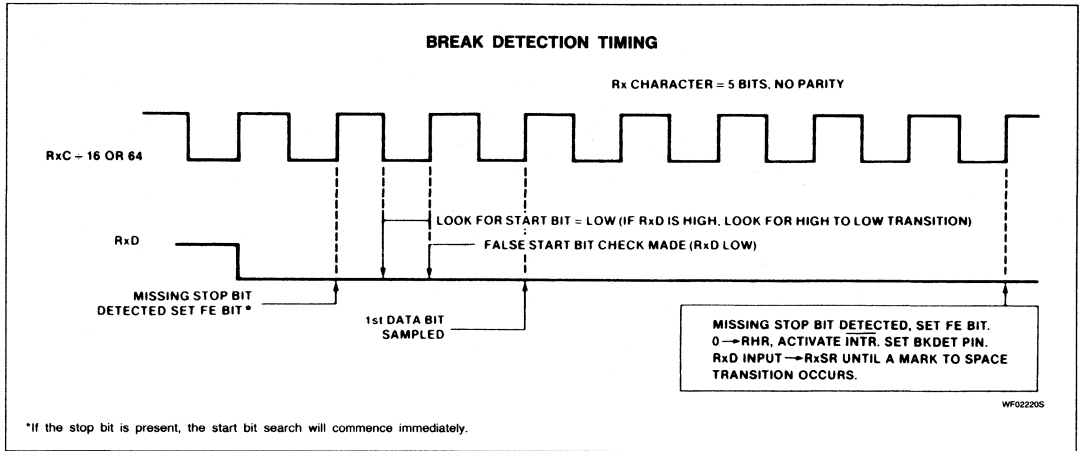 BREAK DETECTION TIMING
Rx CHARACTER = 5 BITS, NO PARITY
RxC ÷ 16 OR 64
LOOK FOR START BIT = LOW (IF RxD IS HIGH, LOOK FOR HIGH TO LOW TRANSITION)
RxD
FALSE START BIT CHECK MADE (RxD LOW)
MISSING STOP BIT
DETECTED SET FE BIT*
1st DATA BIT
SAMPLED
MISSING STOP BIT DETECTED, SET FE BIT.
0→RHR, ACTIVATE I̅N̅T̅R̅. SET BKDET PIN.
RxD INPUT→RxSR UNTIL A MARK TO SPACE
TRANSITION OCCURS.
WF02220S
*If the stop bit is present, the start bit search will commence immediately.